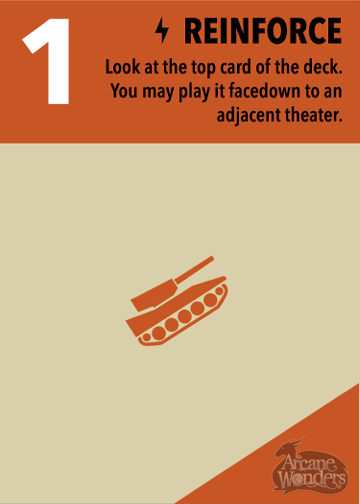 1
REINFORCE
Look at the top card of the deck.
You may play it facedown to an
adjacent theater.
Arcane
Wonders